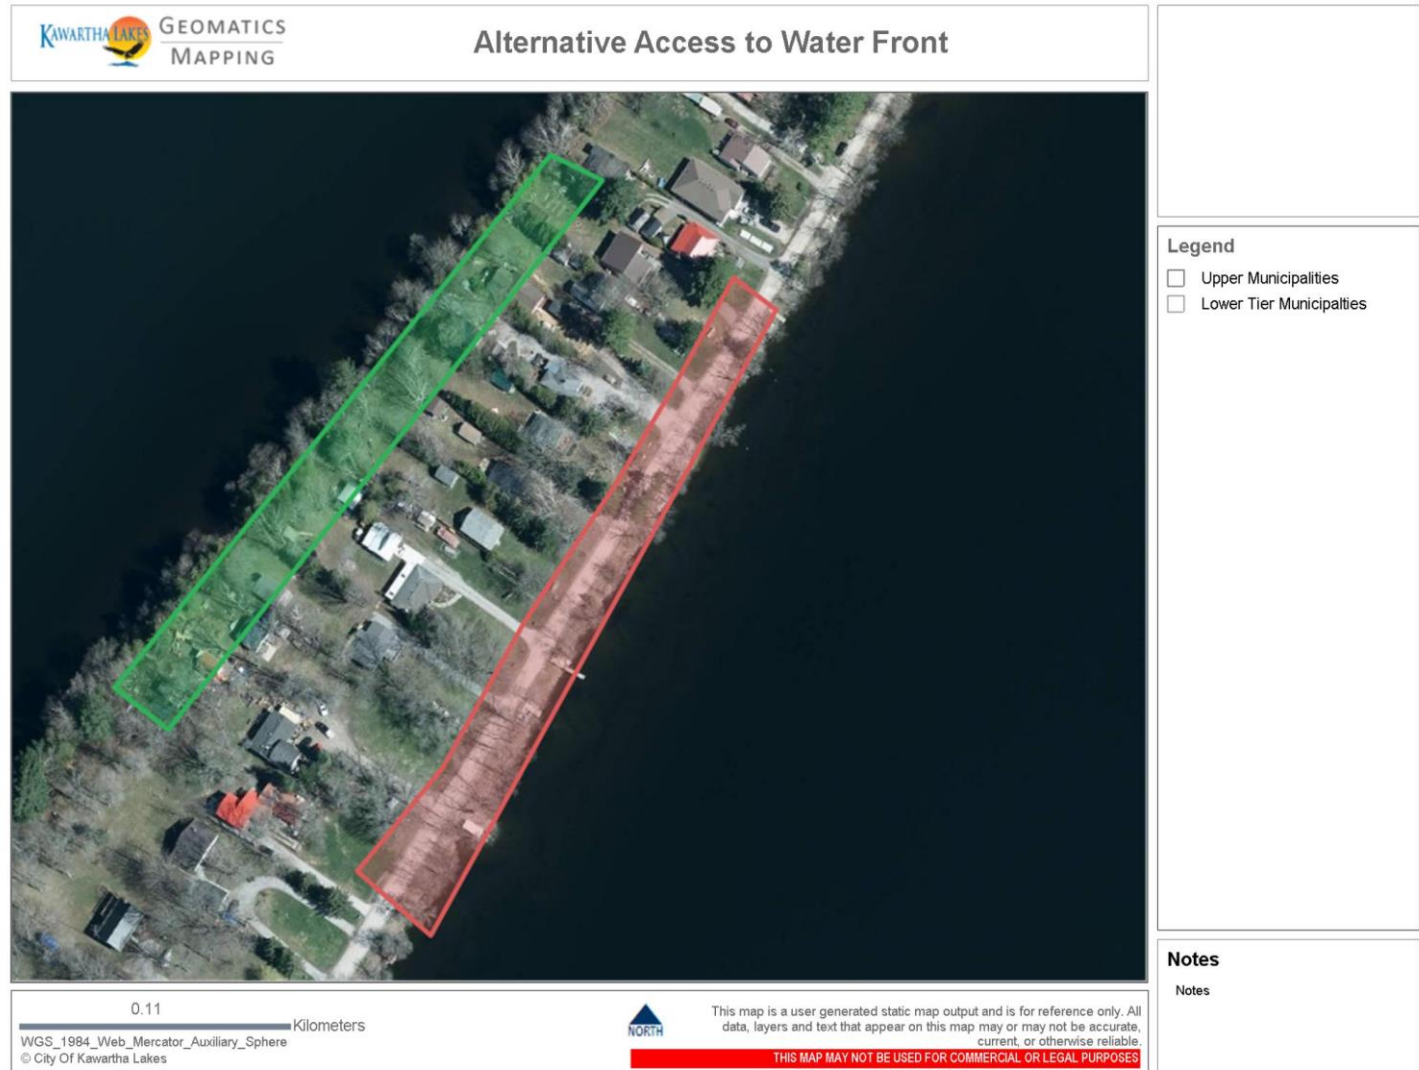 KAWARTHA LAKES
GEOMATICS
MAPPING
Alternative Access to Water Front
Legend
Upper Municipalities
Lower Tier Municipalties
Notes
Notes
0.11
Kilometers
WGS_1984_Web_Mercator_Auxiliary_Sphere
© City Of Kawartha Lakes
NORTH
This map is a user generated static map output and is for reference only. All
data, layers and text that appear on this map may or may not be accurate,
current, or otherwise reliable.
THIS MAP MAY NOT BE USED FOR COMMERCIAL OR LEGAL PURPOSES